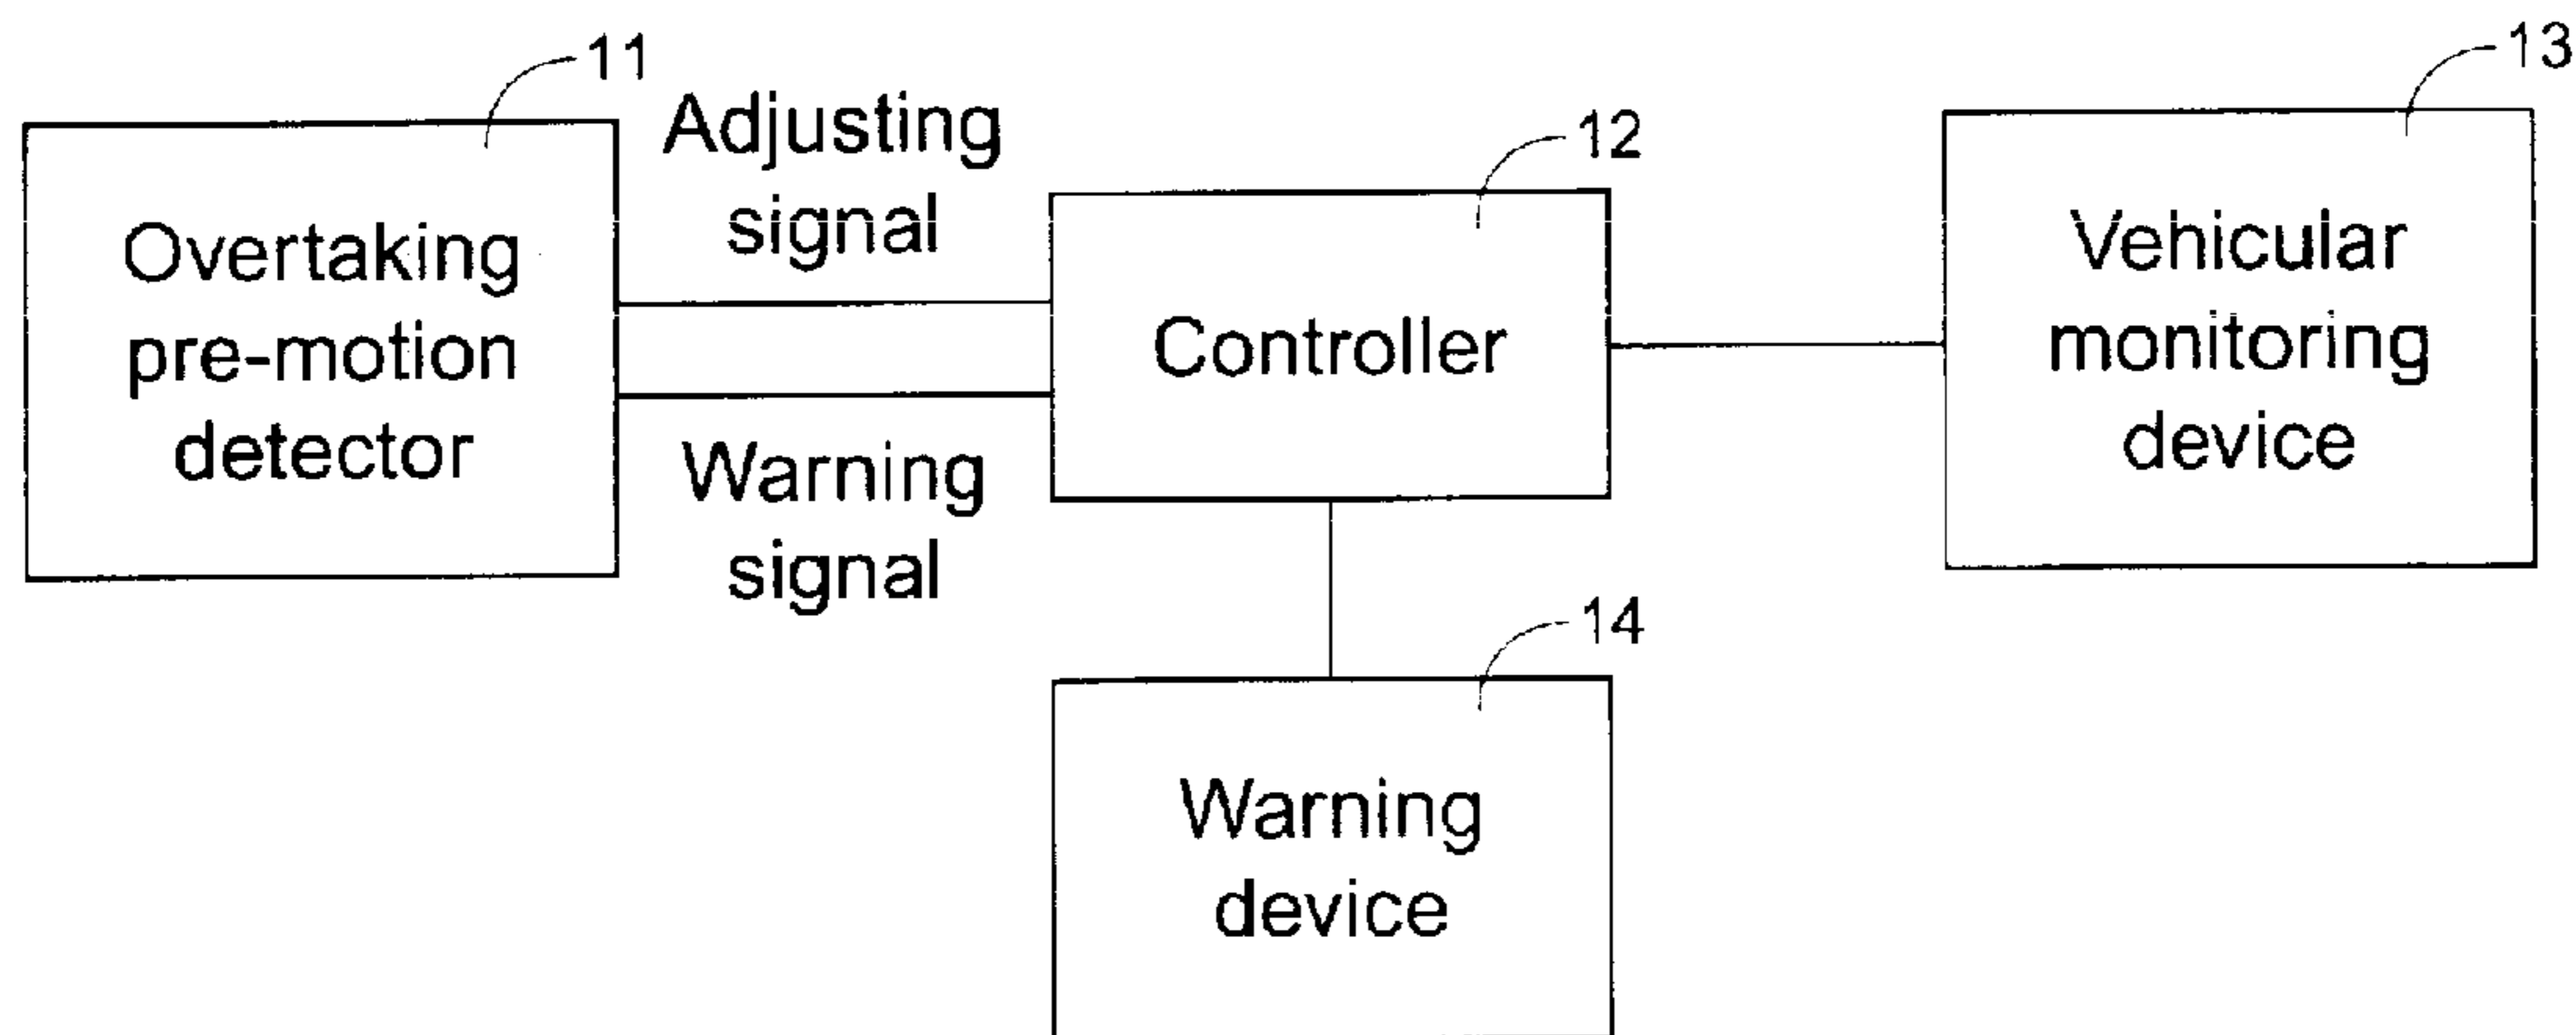 11
Overtaking
pre-motion
detector
Adjusting
signal
Warning
signal
12
Controller
13
Vehicular
monitoring
device
14
Warning
device